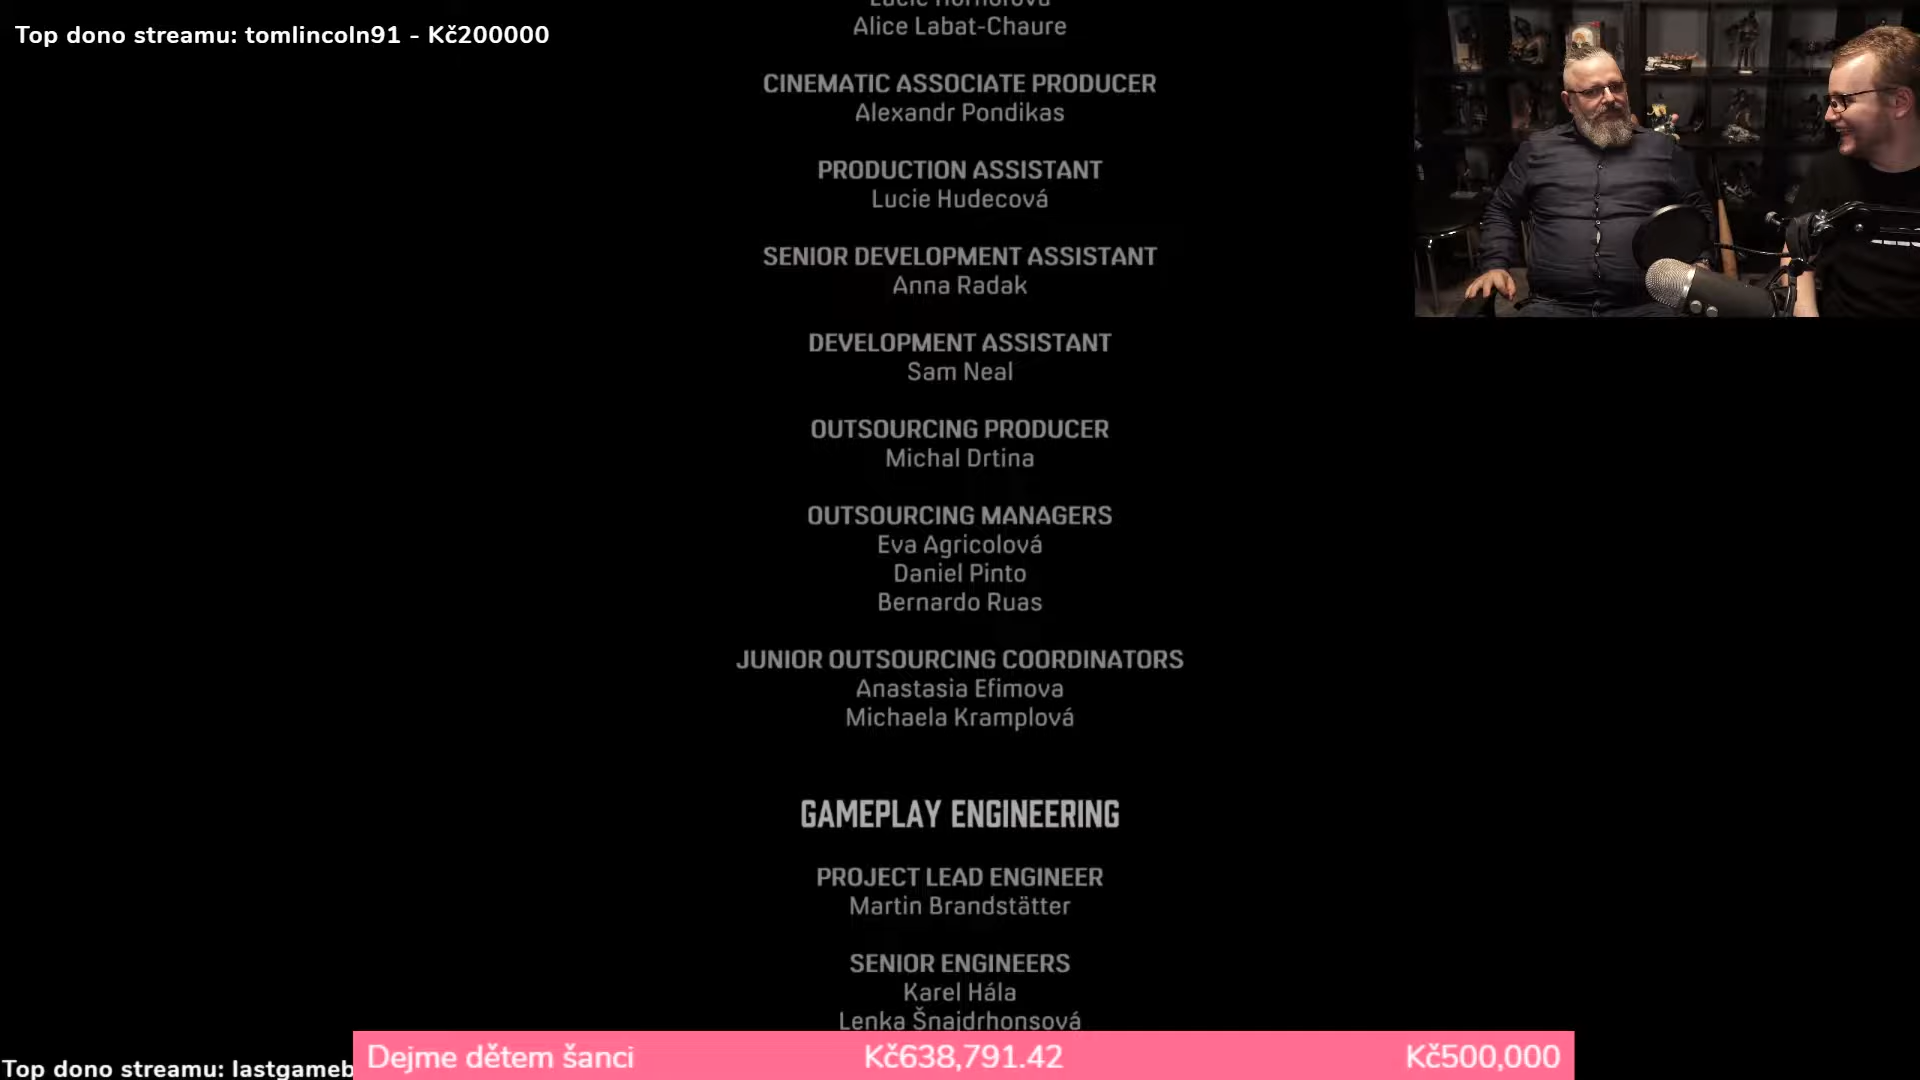 Top dono streamu: tomlincoln91 - Kč200000
Alice Labat-Chaure
CINEMATIC ASSOCIATE PRODUCER
Alexandr Pondikas
PRODUCTION ASSISTANT
Lucie Hudecová
SENIOR DEVELOPMENT ASSISTANT
Anna Radak
DEVELOPMENT ASSISTANT
Sam Neal
OUTSOURCING PRODUCER
Michal Drtina
OUTSOURCING MANAGERS
Eva Agricolová
Daniel Pinto
Bernardo Ruas
JUNIOR OUTSOURCING COORDINATORS
Anastasia Efimova
Michaela Kramplová
GAMEPLAY ENGINEERING
PROJECT LEAD ENGINEER
Martin Brandstätter
SENIOR ENGINEERS
Karel Hála
Lenka Šnajdrhonsová
Dejme dětem šanci Kč638,791.42 Kč500,000
Top dono streamu: lastgameb